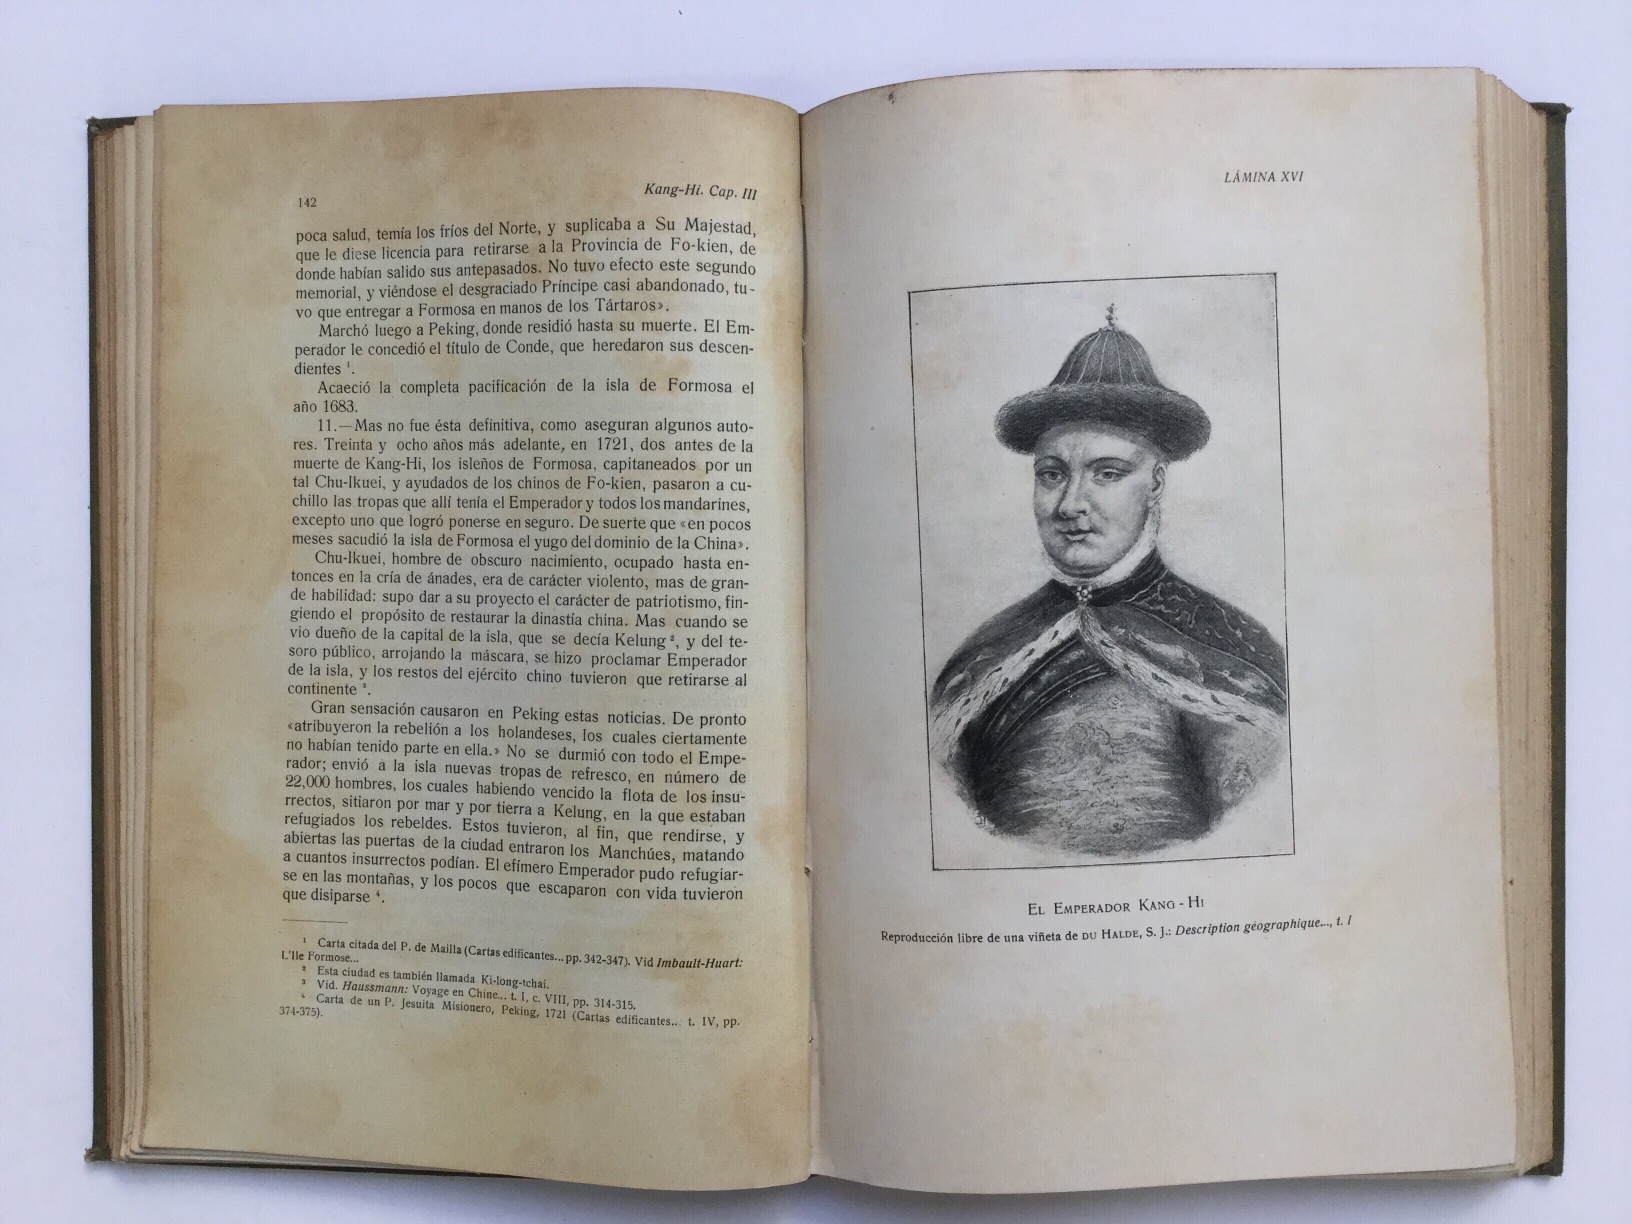 142
Kang-Hi. Cap. III
poca salud, temía los fríos del Norte, y suplicaba a Su Majestad,
que le diese licencia para retirarse a la Provincia de Fo-kien, de
donde habían salido sus antepasados. No tuvo efecto este segundo
memorial, y viéndose el desgraciado Príncipe casi abandonado, tu-
vo que entregar a Formosa en manos de los Tártaros».
Marchó luego a Peking, donde residió hasta su muerte. El Em-
perador le concedió el título de Conde, que heredaron sus descen-
dientes ¹.
Acaeció la completa pacificación de la isla de Formosa el
año 1683.
11.—Mas no fue ésta definitiva, como aseguran algunos auto-
res. Treinta y ocho años más adelante, en 1721, dos antes de la
muerte de Kang-Hi, los isleños de Formosa, capitaneados por un
tal Chu-Ikuei, y ayudados de los chinos de Fo-kien, pasaron a cu-
chillo las tropas que allí tenía el Emperador y todos los mandarines,
excepto uno que logró ponerse en seguro. De suerte que «en pocos
meses sacudió la isla de Formosa el yugo del dominio de la China».
Chu-Ikuei, hombre de obscuro nacimiento, ocupado hasta en-
tonces en la cría de ánades, era de carácter violento, mas de gran-
de habilidad: supo dar a su proyecto el carácter de patriotismo, fin-
giendo el propósito de restaurar la dinastía china. Mas cuando se
vio dueño de la capital de la isla, que se decía Kelung ², y del te-
soro público, arrojando la máscara, se hizo proclamar Emperador
de la isla, y los restos del ejército chino tuvieron que retirarse al
continente ³.
Gran sensación causaron en Peking estas noticias. De pronto
«atribuyeron la rebelión a los holandeses, los cuales ciertamente
no habían tenido parte en ella.» No se durmió con todo el Empe-
rador; envió a la isla nuevas tropas de refresco, en número de
22,000 hombres, los cuales habiendo vencido la flota de los insu-
rrectos, sitiaron por mar y por tierra a Kelung, en la que estaban
refugiados los rebeldes. Estos tuvieron, al fin, que rendirse, y
abiertas las puertas de la ciudad entraron los Manchúes, matando
a cuantos insurrectos podían. El efímero Emperador pudo refugiar-
se en las montañas, y los pocos que escaparon con vida tuvieron
que disiparse ⁴.
¹ Carta citada del P. de Mailla (Cartas edificantes... pp. 342-347). Vid Imbault-Huart:
L'Ile Formose...
² Esta ciudad es también llamada Ki-long-tchai.
³ Vid. Haussmann: Voyage en Chine... t. I, c. VIII, pp. 314-315.
⁴ Carta de un P. Jesuita Misionero, Peking, 1721 (Cartas edificantes... t. IV, pp.
374-375).
LÁMINA XVI
EL EMPERADOR KANG-HI
Reproducción libre de una viñeta de DU HALDE, S. J.: Description géographique..., t. I